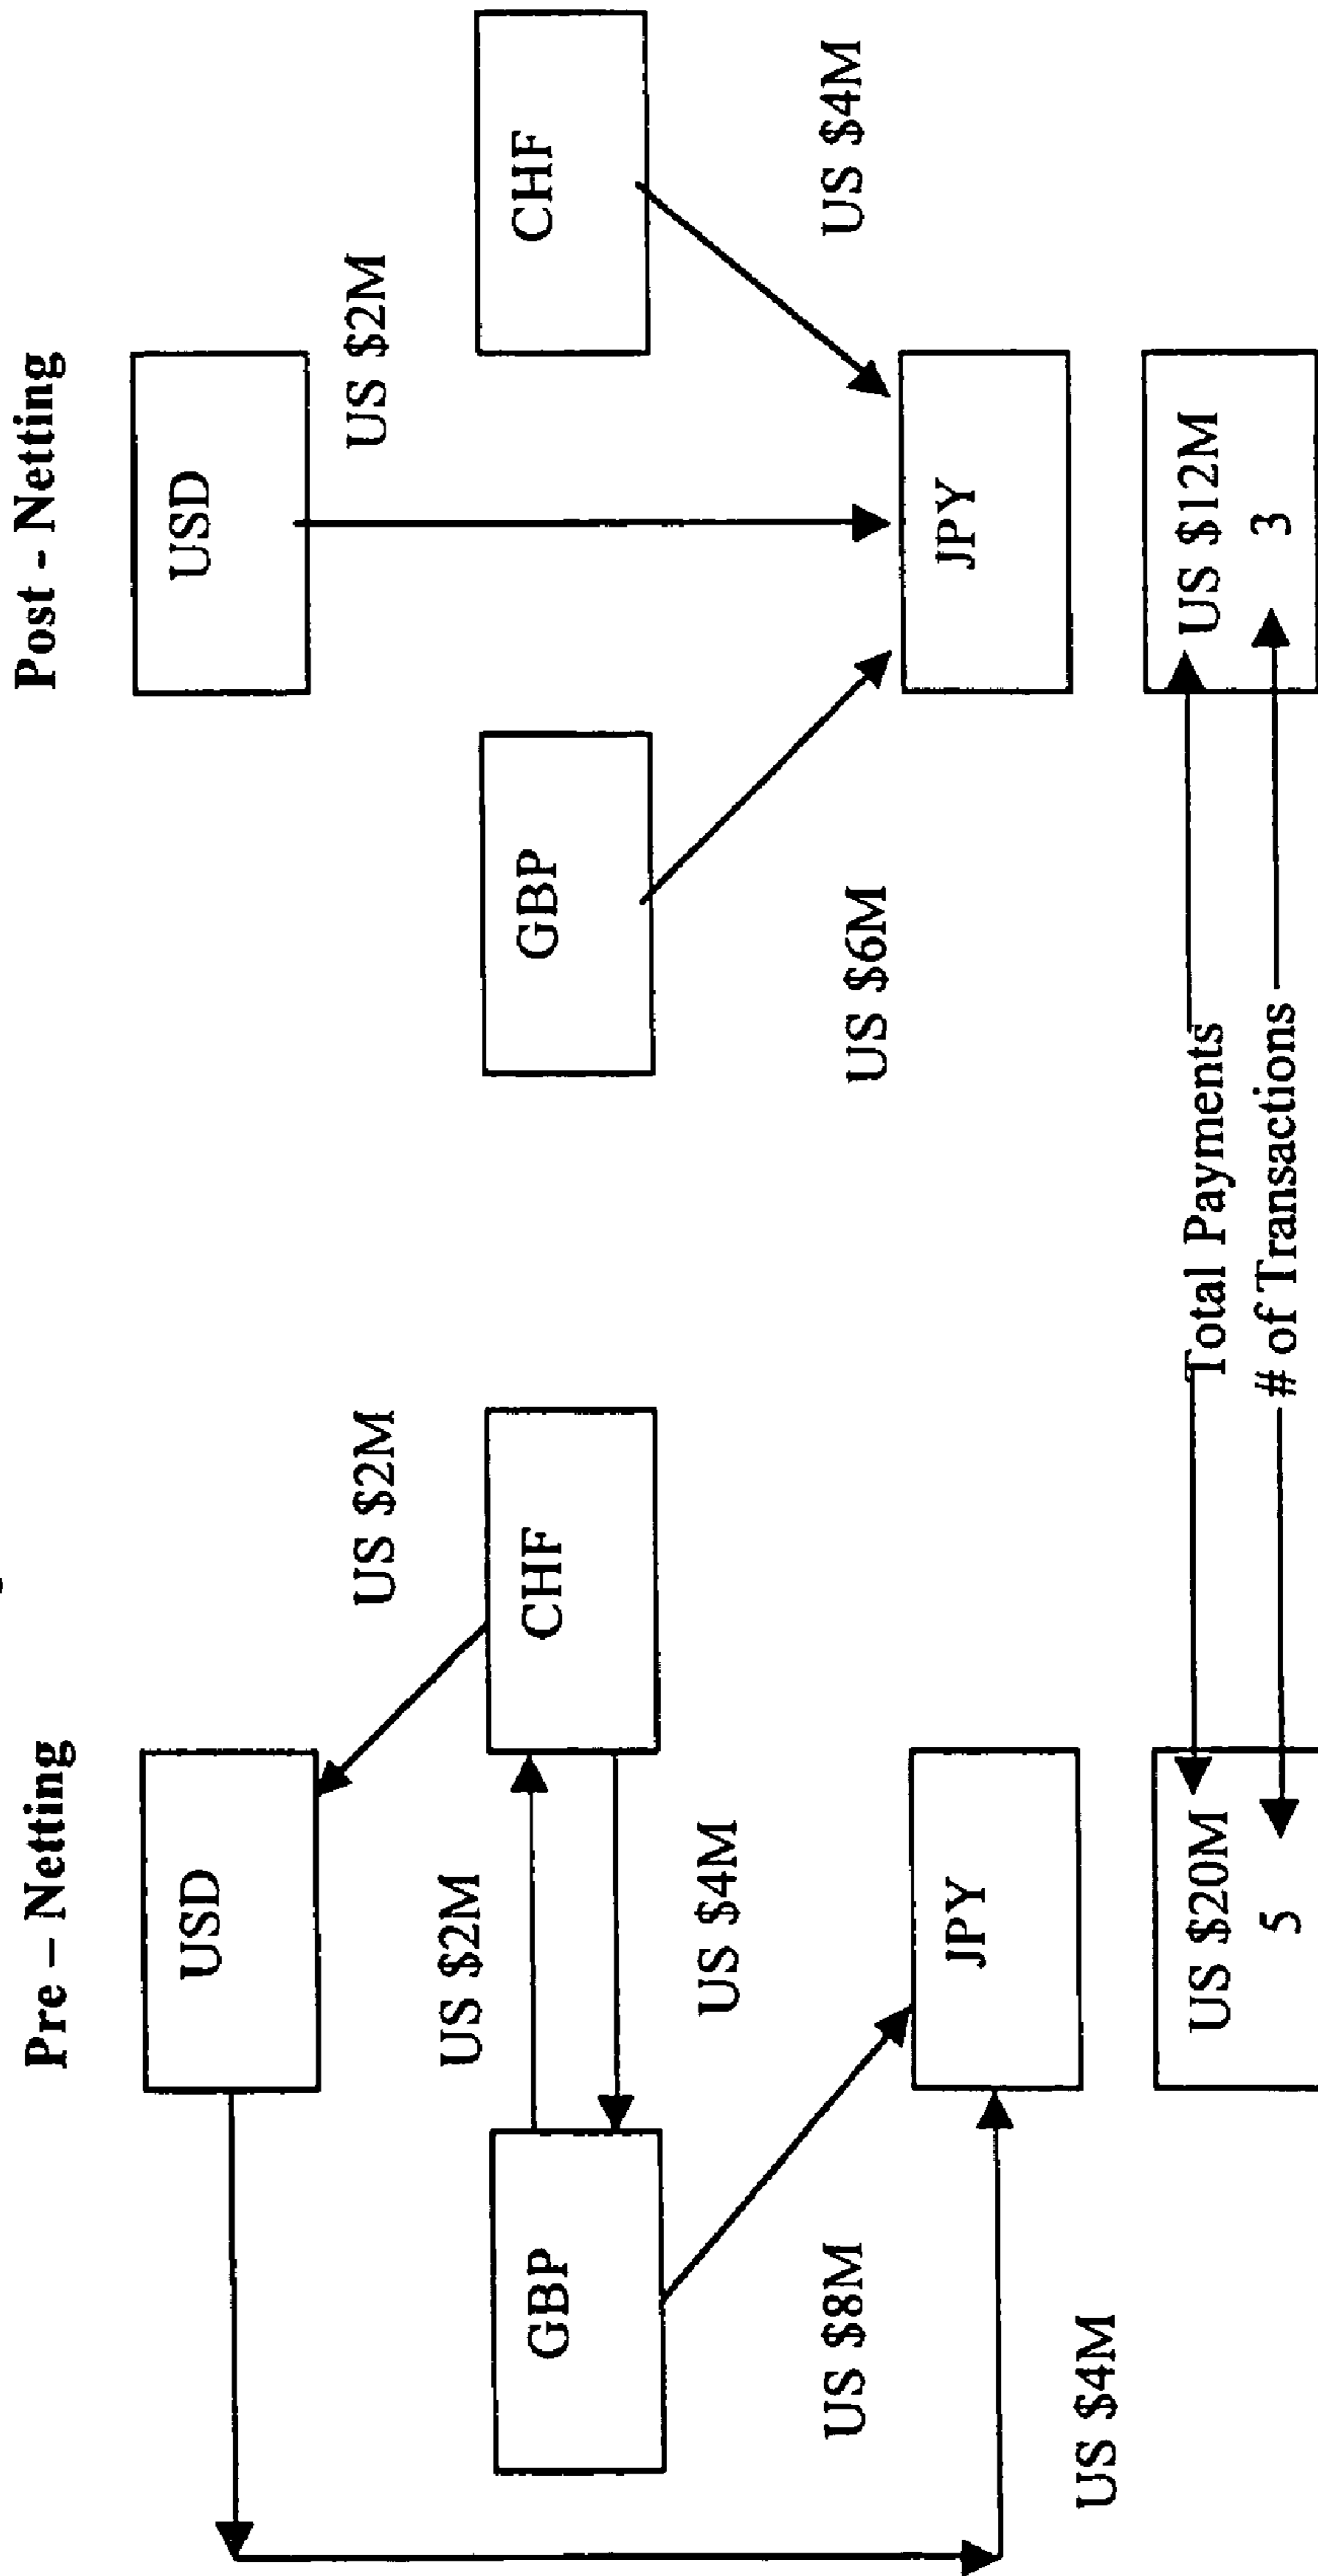 Pre – Netting
USD
US $2M
US $2M
GBP
CHF
US $4M
US $8M
JPY
US $4M
US $20M
5
Total Payments
# of Transactions
Post - Netting
USD
US $2M
GBP
CHF
US $6M
US $4M
JPY
US $12M
3